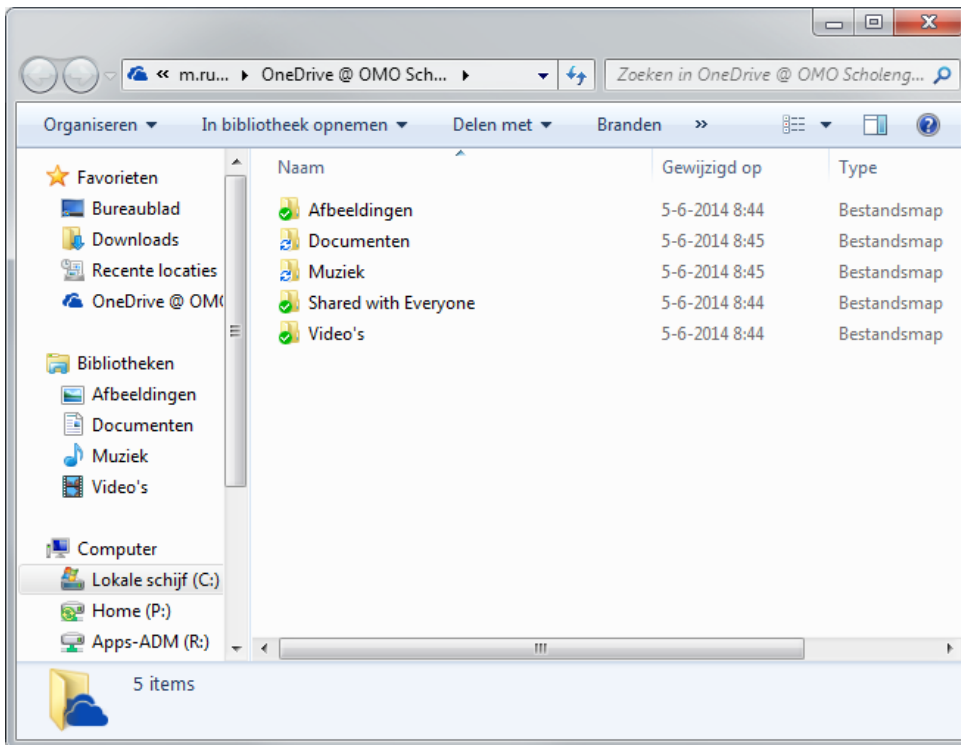 « m.ru... OneDrive @ OMO Sch... Zoeken in OneDrive @ OMO Scholeng...
Organiseren In bibliotheek opnemen Delen met Branden »
Favorieten
Bureaublad
Downloads
Recente locaties
OneDrive @ OM
Bibliotheken
Afbeeldingen
Documenten
Muziek
Video's
Computer
Lokale schijf (C:)
Home (P:)
Apps-ADM (R:)
Naam Gewijzigd op Type
Afbeeldingen 5-6-2014 8:44 Bestandsmap
Documenten 5-6-2014 8:45 Bestandsmap
Muziek 5-6-2014 8:45 Bestandsmap
Shared with Everyone 5-6-2014 8:44 Bestandsmap
Video's 5-6-2014 8:44 Bestandsmap
5 items